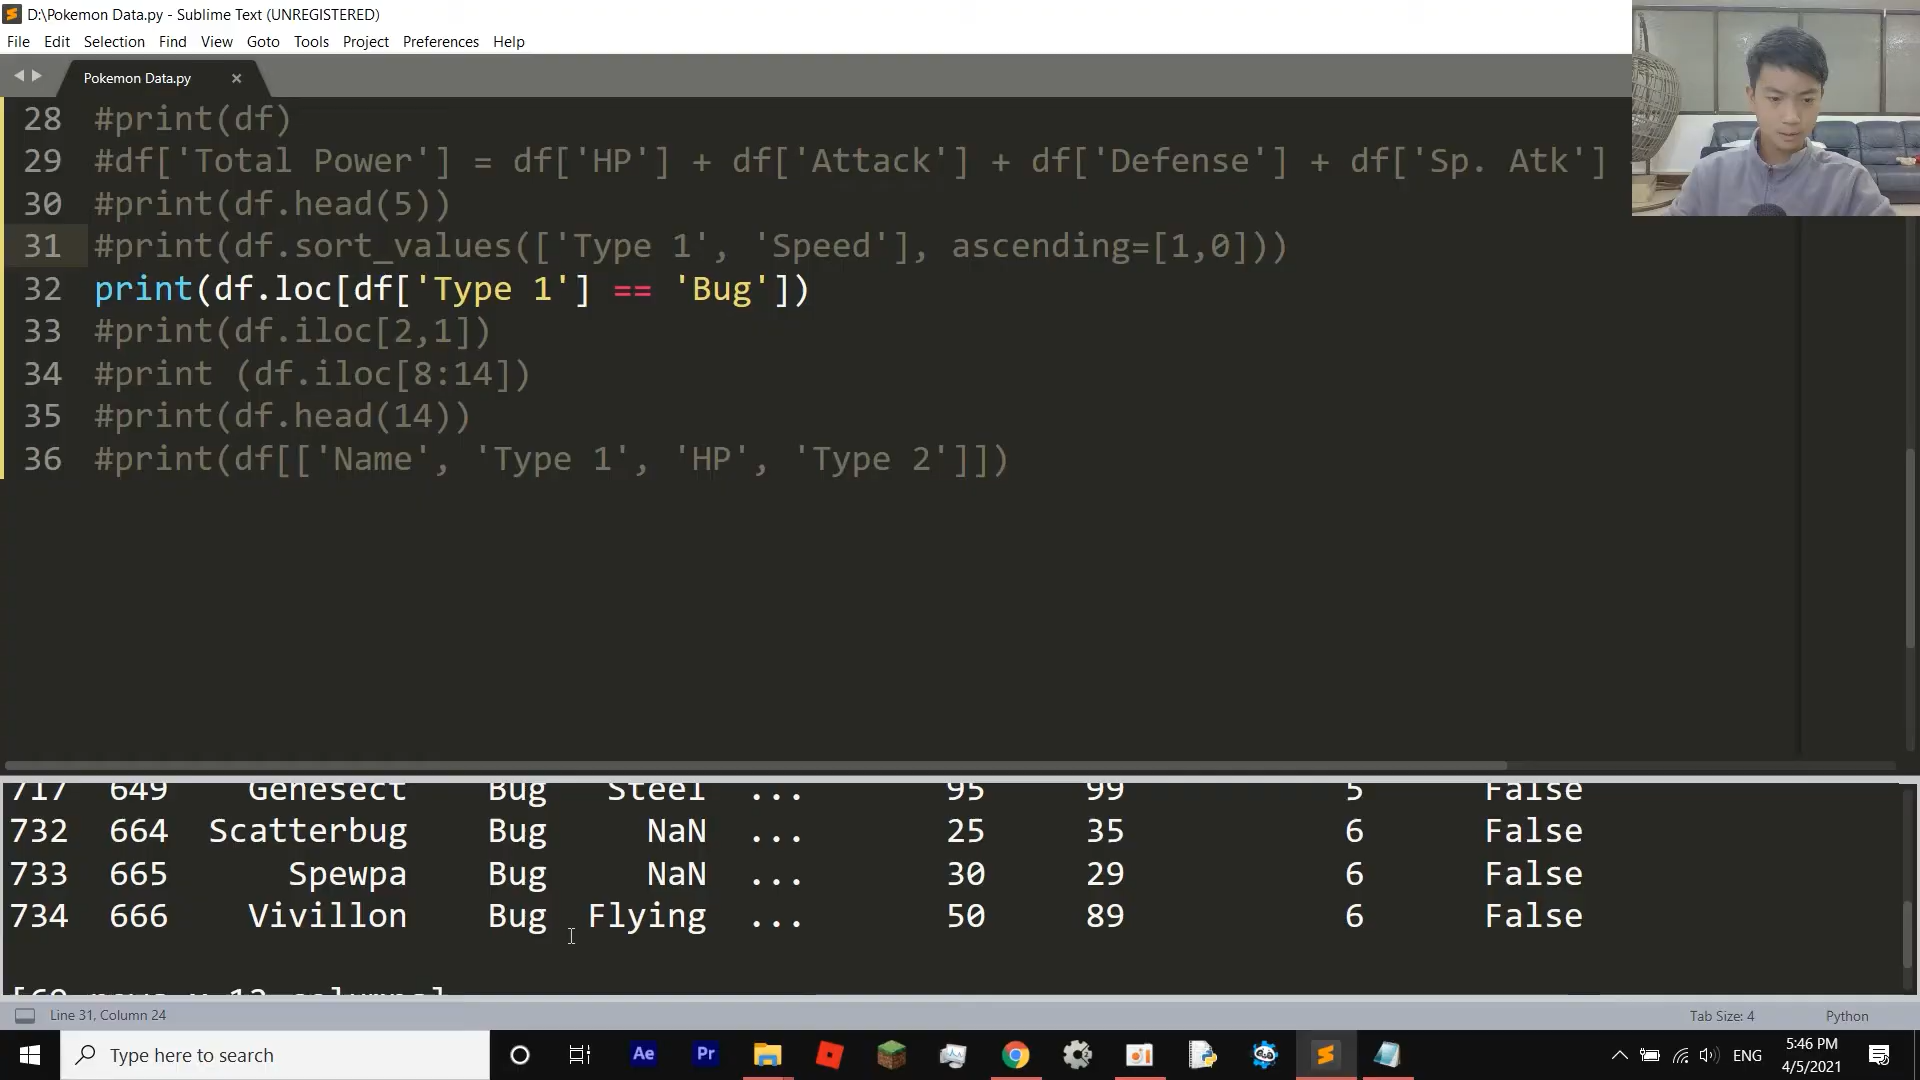 D:\Pokemon Data.py - Sublime Text (UNREGISTERED)
File Edit Selection Find View Goto Tools Project Preferences Help
Pokemon Data.py ×
28 #print(df)
29 #df['Total Power'] = df['HP'] + df['Attack'] + df['Defense'] + df['Sp. Atk']
30 #print(df.head(5))
31 #print(df.sort_values(['Type 1', 'Speed'], ascending=[1,0]))
32 print(df.loc[df['Type 1'] == 'Bug'])
33 #print(df.iloc[2,1])
34 #print (df.iloc[8:14])
35 #print(df.head(14))
36 #print(df[['Name', 'Type 1', 'HP', 'Type 2']])
717 649 Genesect Bug Steel ... 95 99 5 False
732 664 Scatterbug Bug NaN ... 25 35 6 False
733 665 Spewpa Bug NaN ... 30 29 6 False
734 666 Vivillon Bug Flying ... 50 89 6 False
[69 rows x 12 columns]
Line 31, Column 24 Tab Size: 4 Python
Type here to search
Ae Pr
ENG
5:46 PM
4/5/2021